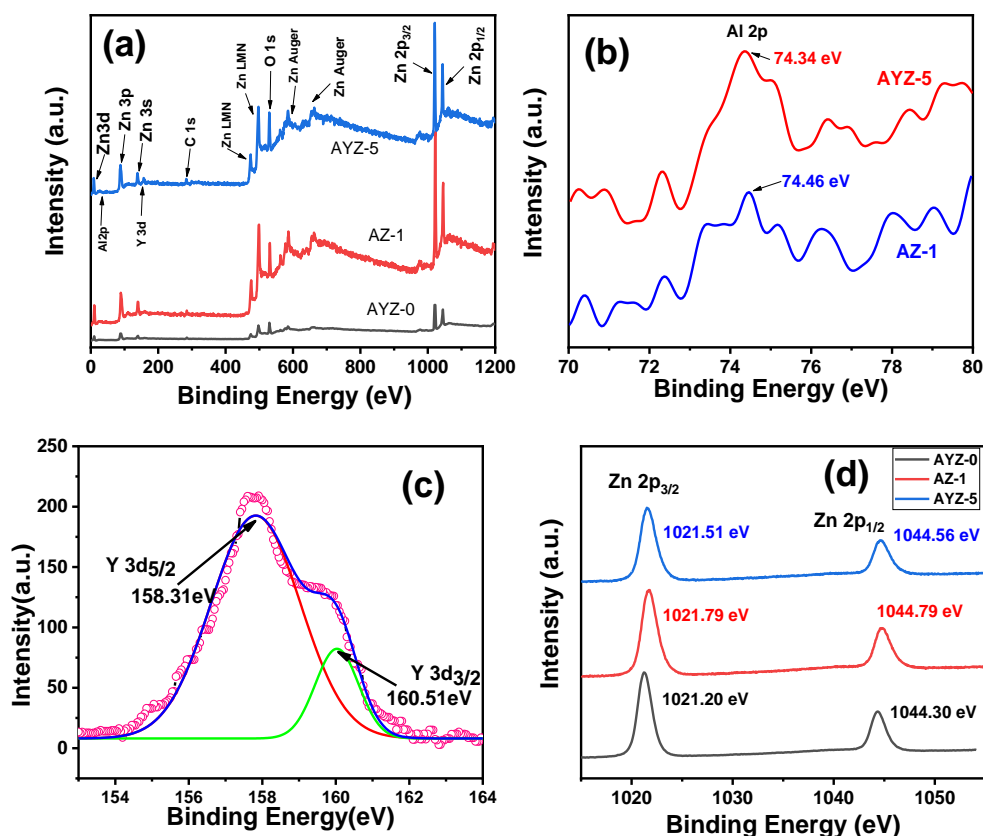 (a)
Zn3d
Al2p
Zn 3p
Zn 3s
Y 3d
C 1s
Zn LMN
Zn LMN
O 1s
Zn Auger
Zn Auger
Zn 2p3/2
Zn 2p1/2
AYZ-5
AZ-1
AYZ-0
Intensity (a.u.)
0 200 400 600 800 1000 1200
Binding Energy (eV)
(b)
Al 2p
74.34 eV
AYZ-5
74.46 eV
AZ-1
Intensity (a.u.)
70 72 74 76 78 80
Binding Energy (eV)
(c)
250
200
150
100
50
0
Y 3d5/2
158.31eV
Y 3d3/2
160.51eV
Intensity(a.u.)
154 156 158 160 162 164
Binding Energy(eV)
(d)
AYZ-0
AZ-1
AYZ-5
Zn 2p3/2
Zn 2p1/2
1021.51 eV
1044.56 eV
1021.79 eV
1044.79 eV
1021.20 eV
1044.30 eV
Intensity (a.u.)
1020 1030 1040 1050
Binding Energy (eV)